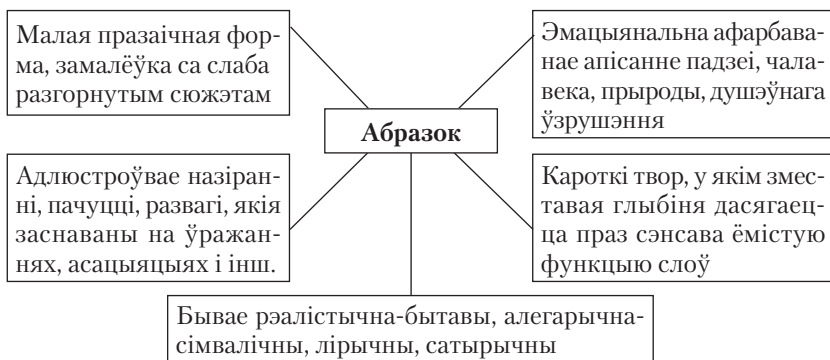 Малая празаічная фор-
ма, замалёўка са слаба
разгорнутым сюжэтам
Эмацыянальна афарбава-
нае апісанне падзеі, чала-
века, прыроды, душэўнага
ўзрушэння
Абразок
Адлюстроўвае назіран-
ні, пачуцці, развагі, якія
заснаваны на ўражан-
нях, асацыяцыях і інш.
Кароткі твор, у якім змес-
тавая глыбіня дасягаец-
ца праз сэнсава ёмістую
функцыю слоў
Бывае рэалістычна-бытавы, алегарычна-
сімвалічны, лірычны, сатырычны